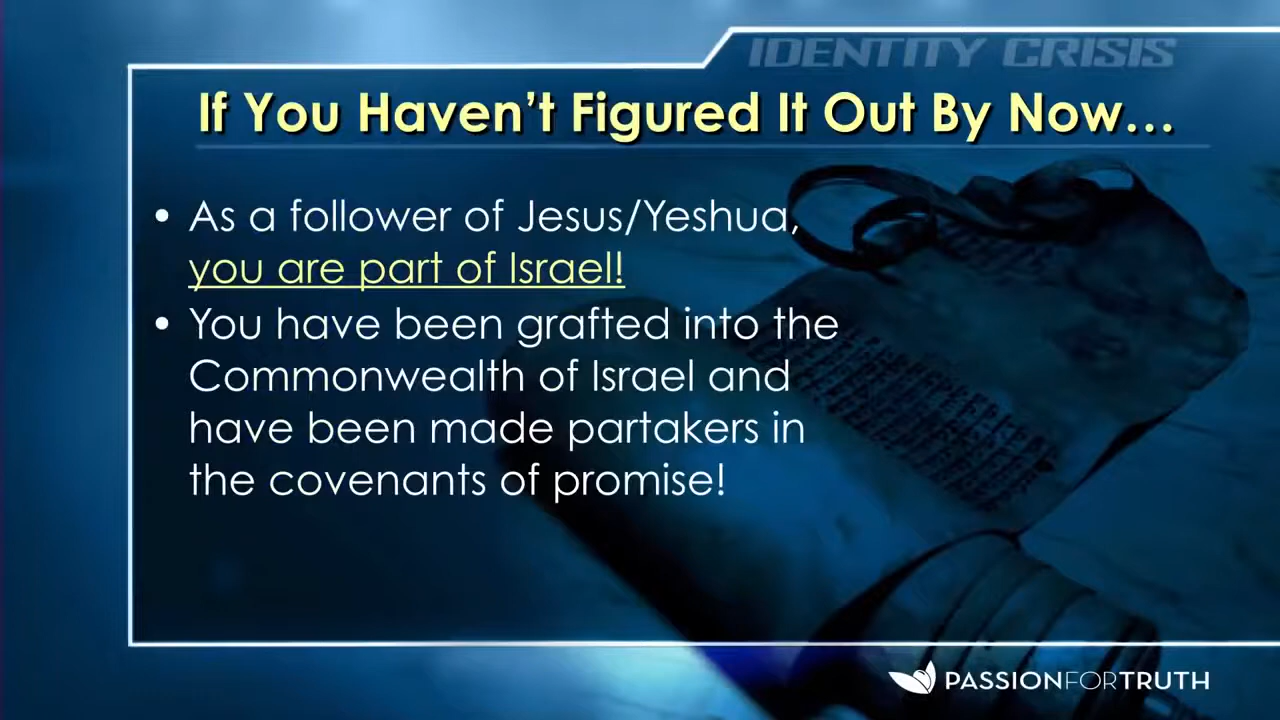 IDENTITY CRISIS
If You Haven’t Figured It Out By Now…
• As a follower of Jesus/Yeshua,
you are part of Israel!
• You have been grafted into the
Commonwealth of Israel and
have been made partakers in
the covenants of promise!
PASSIONFORTRUTH